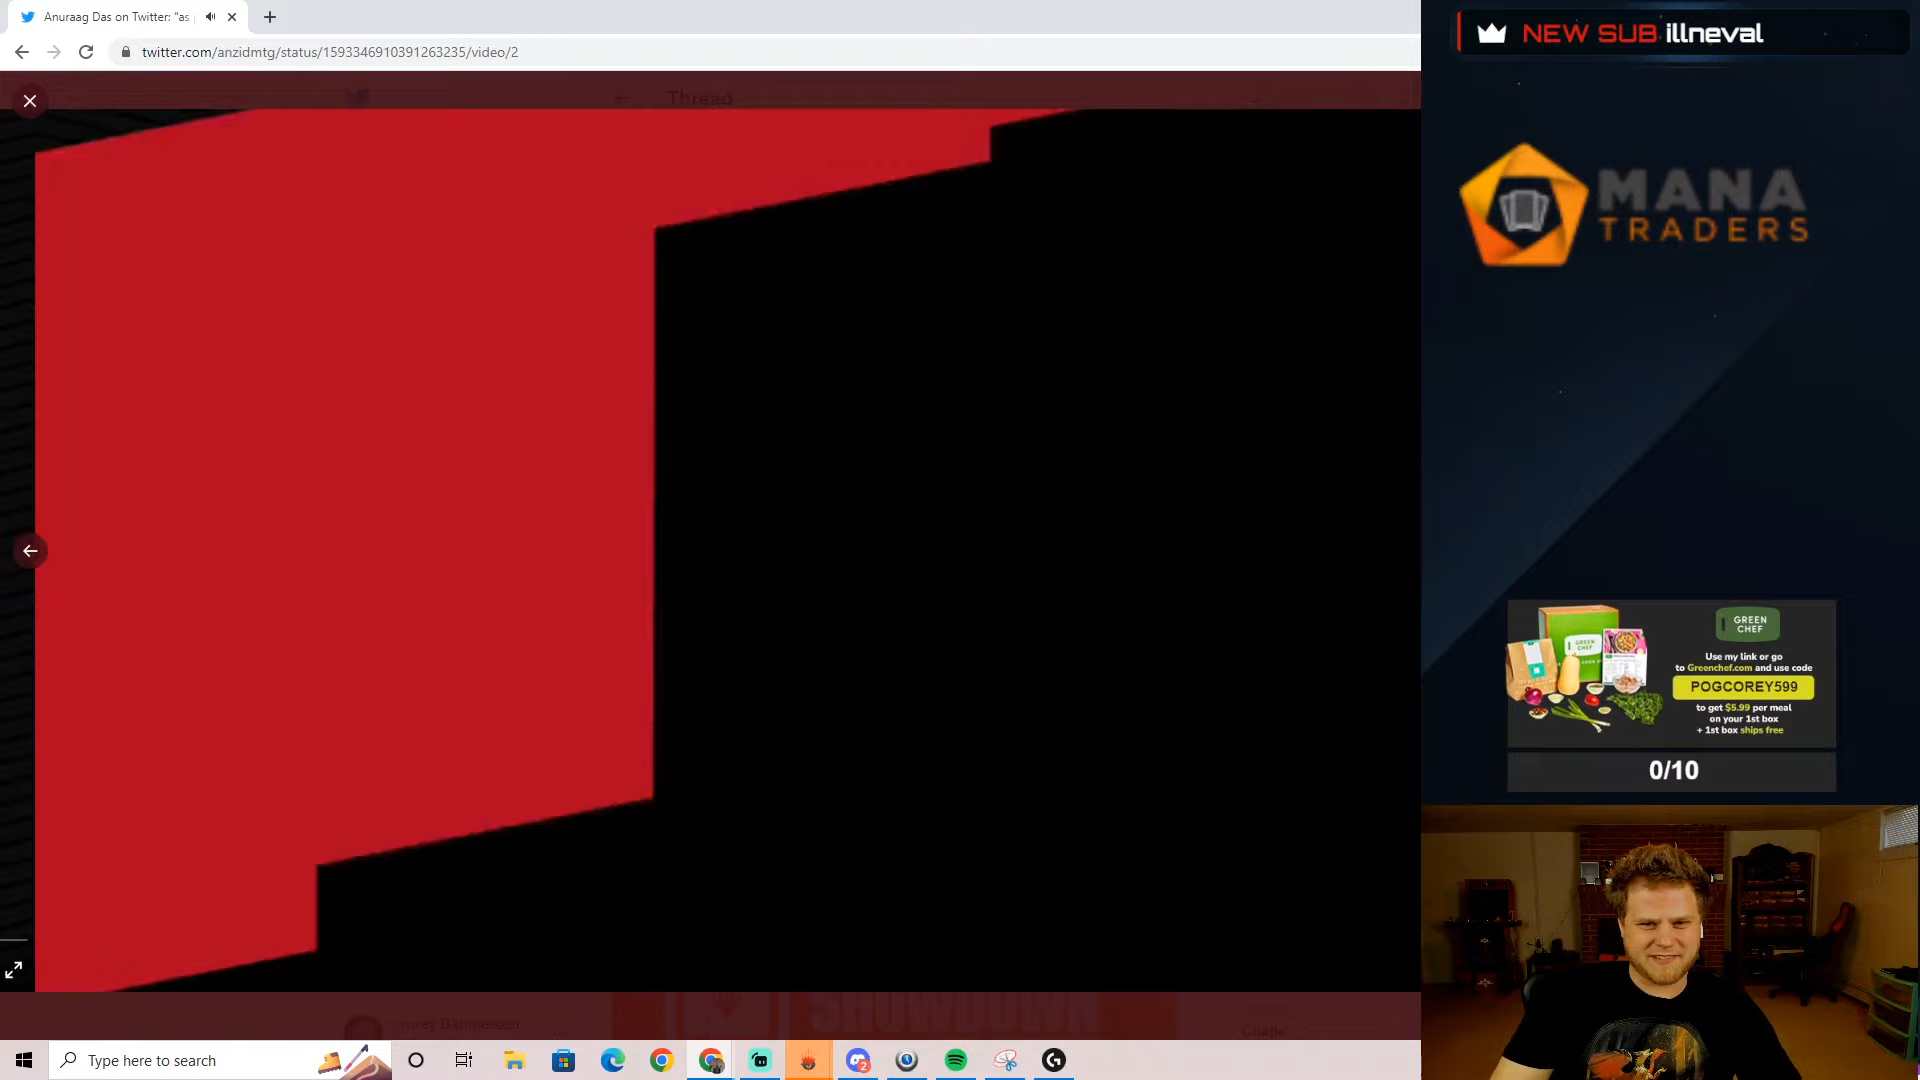 Anuraag Das on Twitter: "as
twitter.com/anzidmtg/status/1593346910391263235/video/2
Thread
NEW SUB illneval
MANA
TRADERS
GREEN
CHEF
Use my link or go
to Greenchef.com and use code
POGCOREY599
to get $5.99 per meal
on your 1st box
+ 1st box ships free
0/10
SHOWDOWN
Type here to search
2